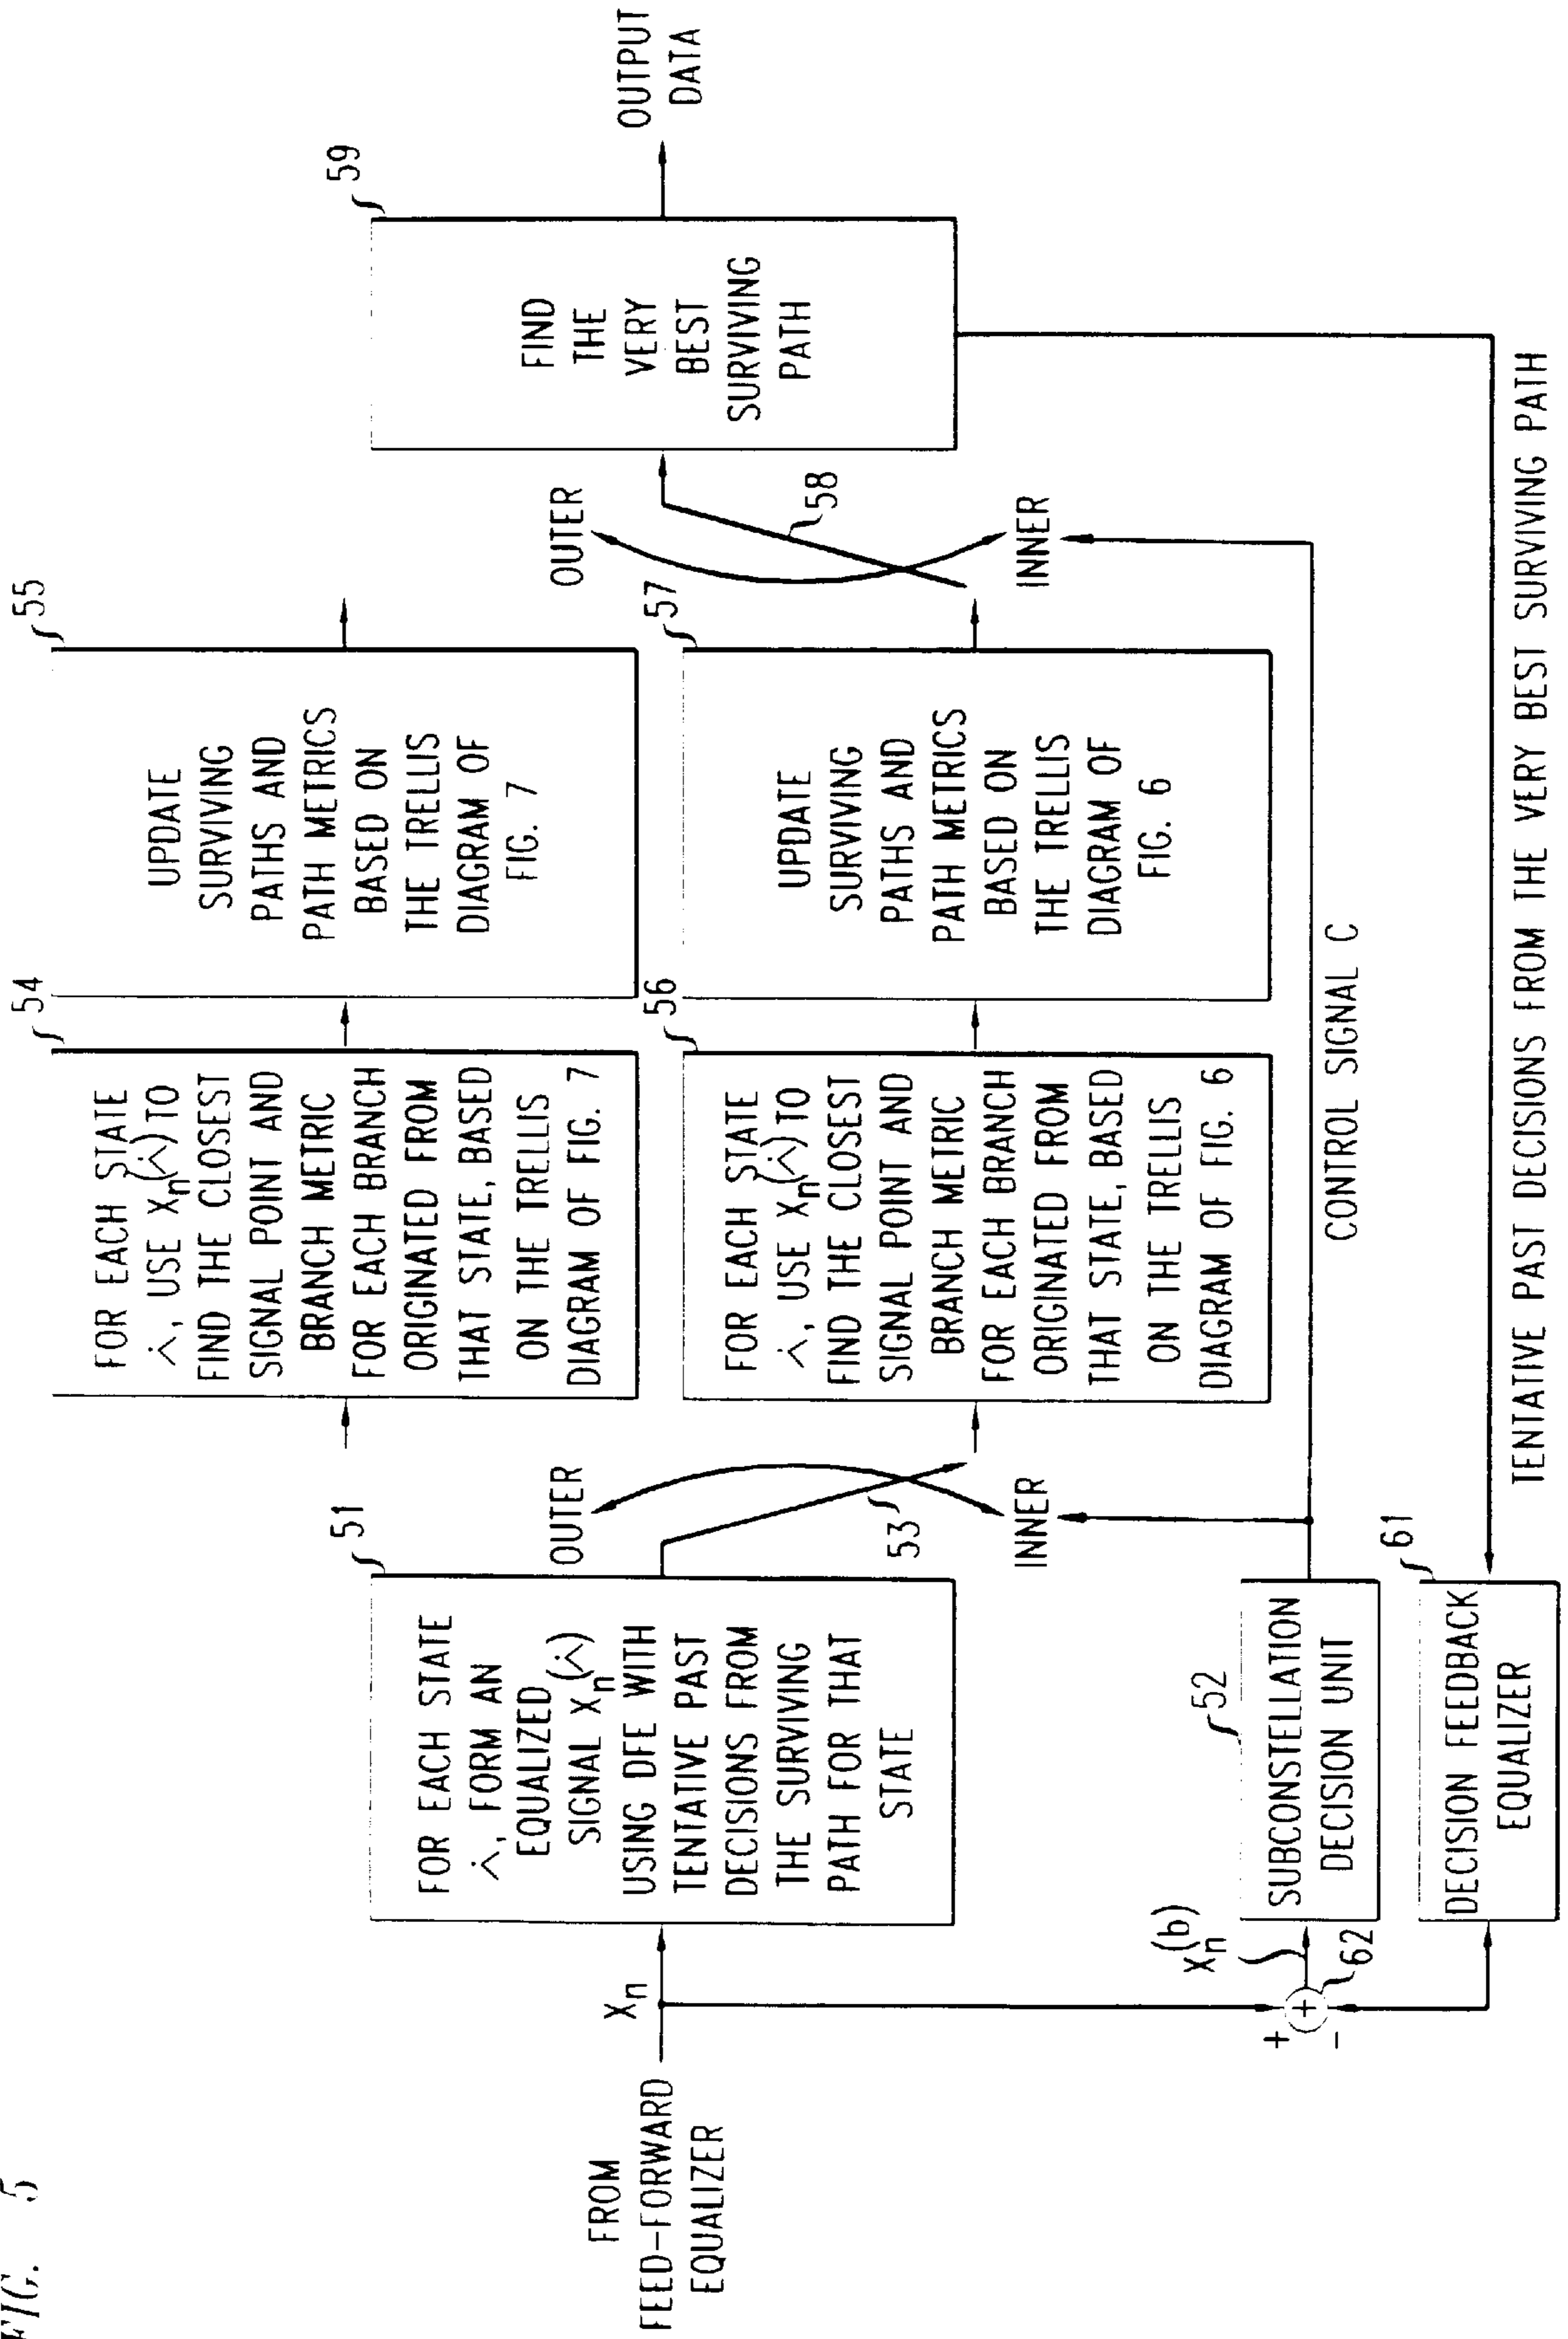 FIG. 5
FROM
FEED-FORWARD
EQUALIZER
Xn
51
FOR EACH STATE
i, FORM AN
EQUALIZED
SIGNAL Xn(i)
USING DFE WITH
TENTATIVE PAST
DECISIONS FROM
THE SURVIVING
PATH FOR THAT
STATE
OUTER
53
INNER
54
FOR EACH STATE
i, USE Xn(i) TO
FIND THE CLOSEST
SIGNAL POINT AND
BRANCH METRIC
FOR EACH BRANCH
ORIGINATED FROM
THAT STATE, BASED
ON THE TRELLIS
DIAGRAM OF FIG. 7
55
UPDATE
SURVIVING
PATHS AND
PATH METRICS
BASED ON
THE TRELLIS
DIAGRAM OF
FIG. 7
56
FOR EACH STATE
i, USE Xn(i) TO
FIND THE CLOSEST
SIGNAL POINT AND
BRANCH METRIC
FOR EACH BRANCH
ORIGINATED FROM
THAT STATE, BASED
ON THE TRELLIS
DIAGRAM OF FIG. 6
57
UPDATE
SURVIVING
PATHS AND
PATH METRICS
BASED ON
THE TRELLIS
DIAGRAM OF
FIG. 6
OUTER
58
INNER
59
FIND
THE
VERY
BEST
SURVIVING
PATH
OUTPUT
DATA
+
-
+
62
Xn(b)
52
SUBCONSTELLATION
DECISION UNIT
CONTROL SIGNAL C
61
DECISION FEEDBACK
EQUALIZER
TENTATIVE PAST DECISIONS FROM THE VERY BEST SURVIVING PATH